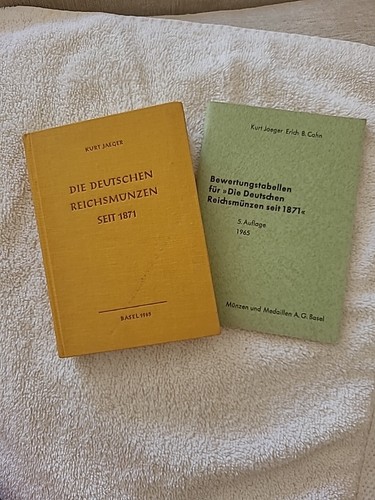 KURT JAEGER
DIE DEUTSCHEN
REICHSMÜNZEN
SEIT 1871
BASEL 1965
Kurt Jaeger Erich B. Cahn
Bewertungstabellen
für »Die Deutschen
Reichsmünzen seit 1871«
5. Auflage
1965
Münzen und Medaillen A. G. Basel